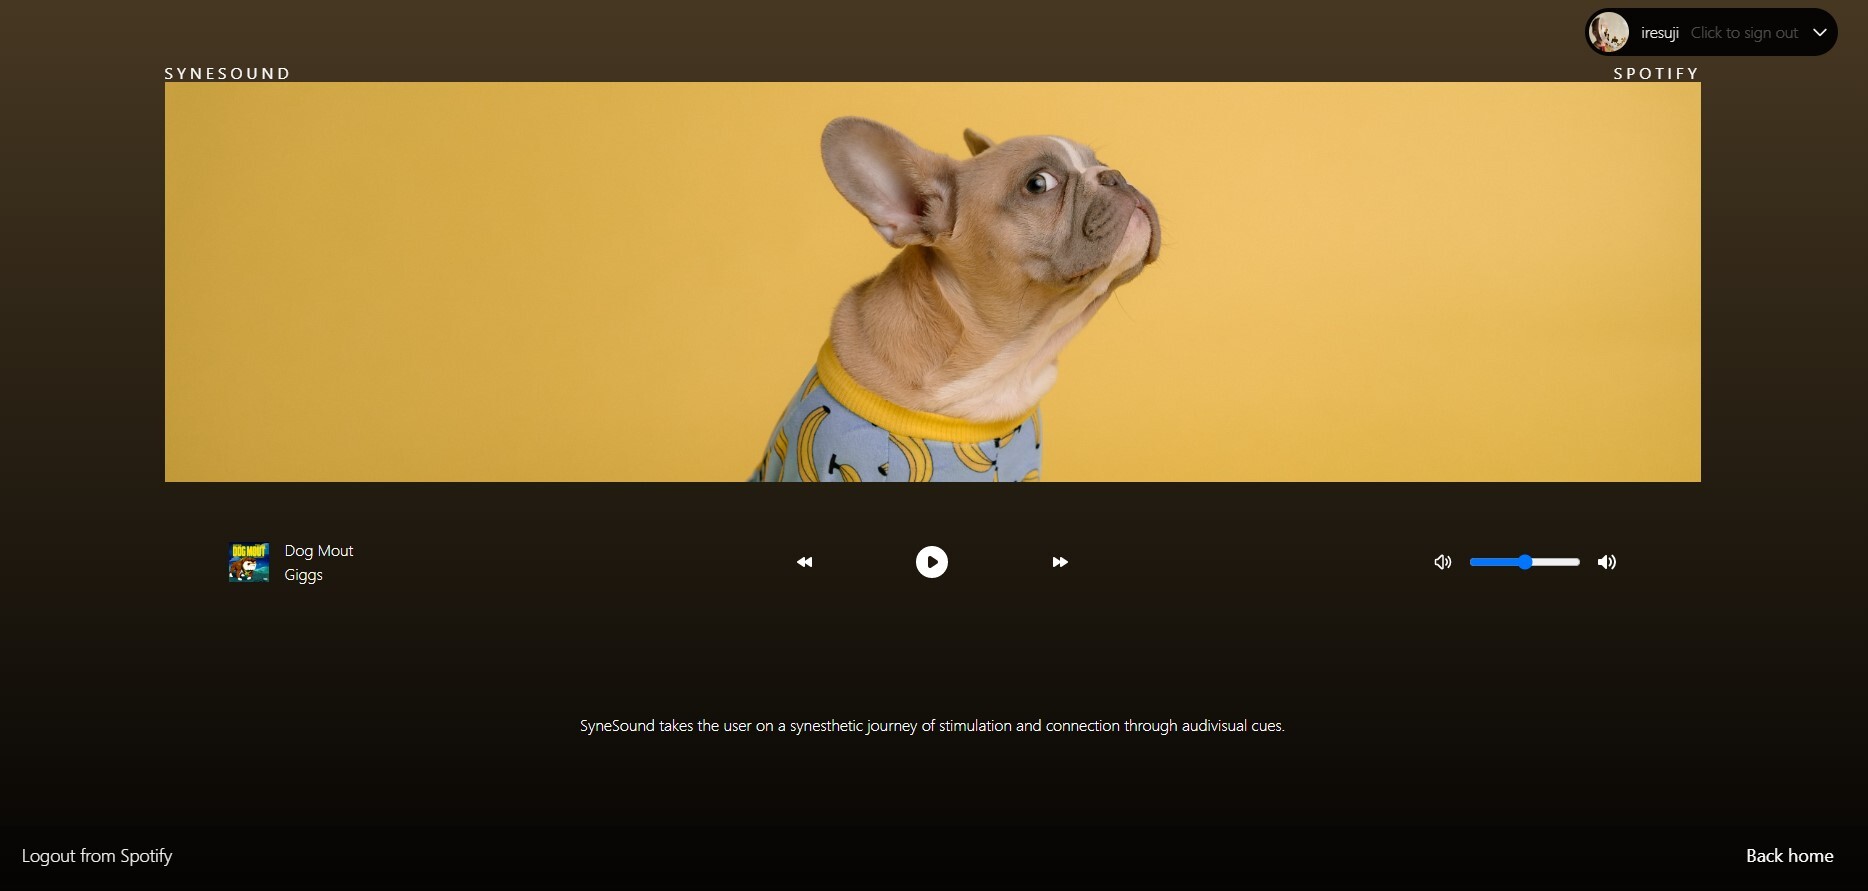 iresuji Click to sign out
SYNESOUND
SPOTIFY
DOG MOUT
Dog Mout
Giggs
SyneSound takes the user on a synesthetic journey of stimulation and connection through audivisual cues.
Logout from Spotify
Back home